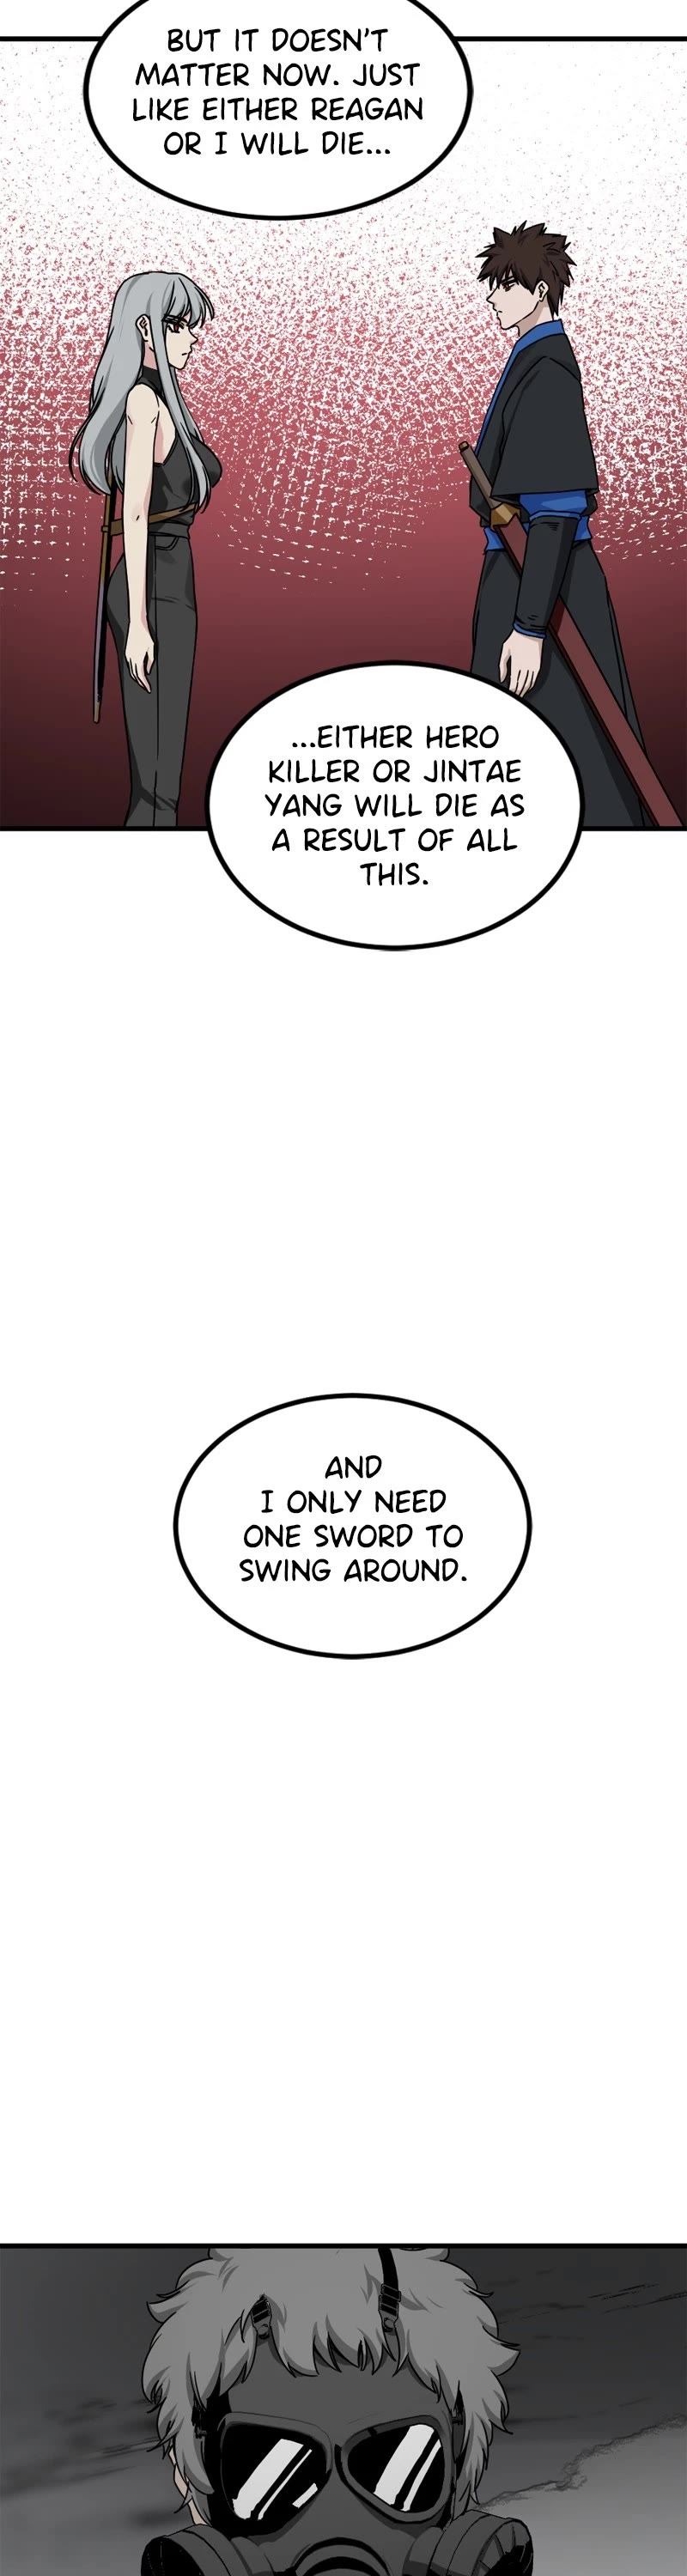 BUT IT DOESN'T
MATTER NOW. JUST
LIKE EITHER REAGAN
OR I WILL DIE...
...EITHER HERO
KILLER OR JINTAE
YANG WILL DIE AS
A RESULT OF ALL
THIS.
AND
I ONLY NEED
ONE SWORD TO
SWING AROUND.